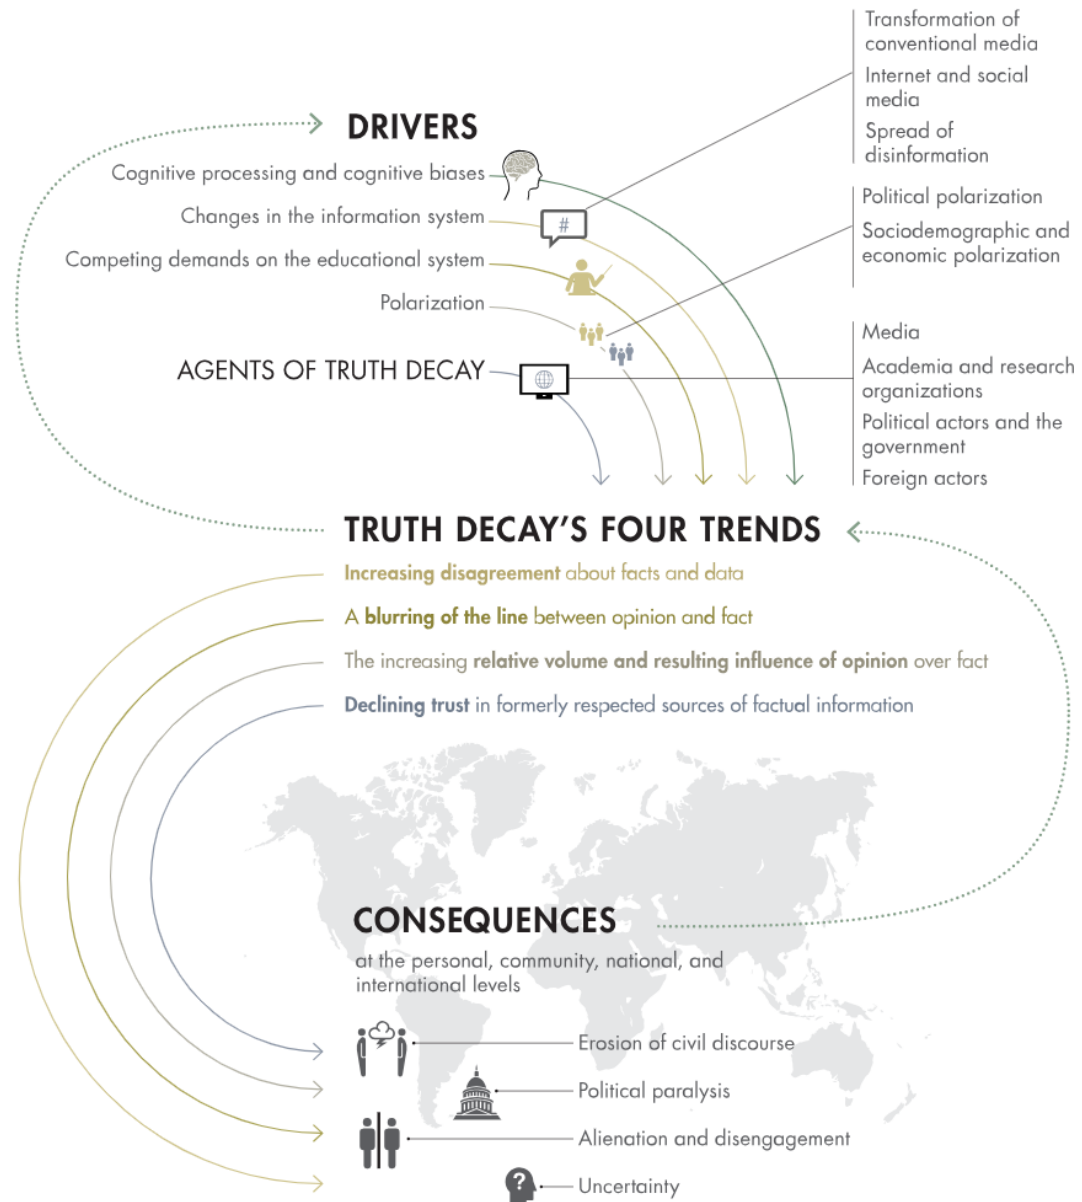 Transformation of
conventional media
Internet and social
media
Spread of
disinformation
DRIVERS
Cognitive processing and cognitive biases
Changes in the information system
#
Competing demands on the educational system
Polarization
Political polarization
Sociodemographic and
economic polarization
AGENTS OF TRUTH DECAY
Media
Academia and research
organizations
Political actors and the
government
Foreign actors
TRUTH DECAY'S FOUR TRENDS
Increasing disagreement about facts and data
A blurring of the line between opinion and fact
The increasing relative volume and resulting influence of opinion over fact
Declining trust in formerly respected sources of factual information
CONSEQUENCES
at the personal, community, national, and
international levels
Erosion of civil discourse
Political paralysis
Alienation and disengagement
?
Uncertainty